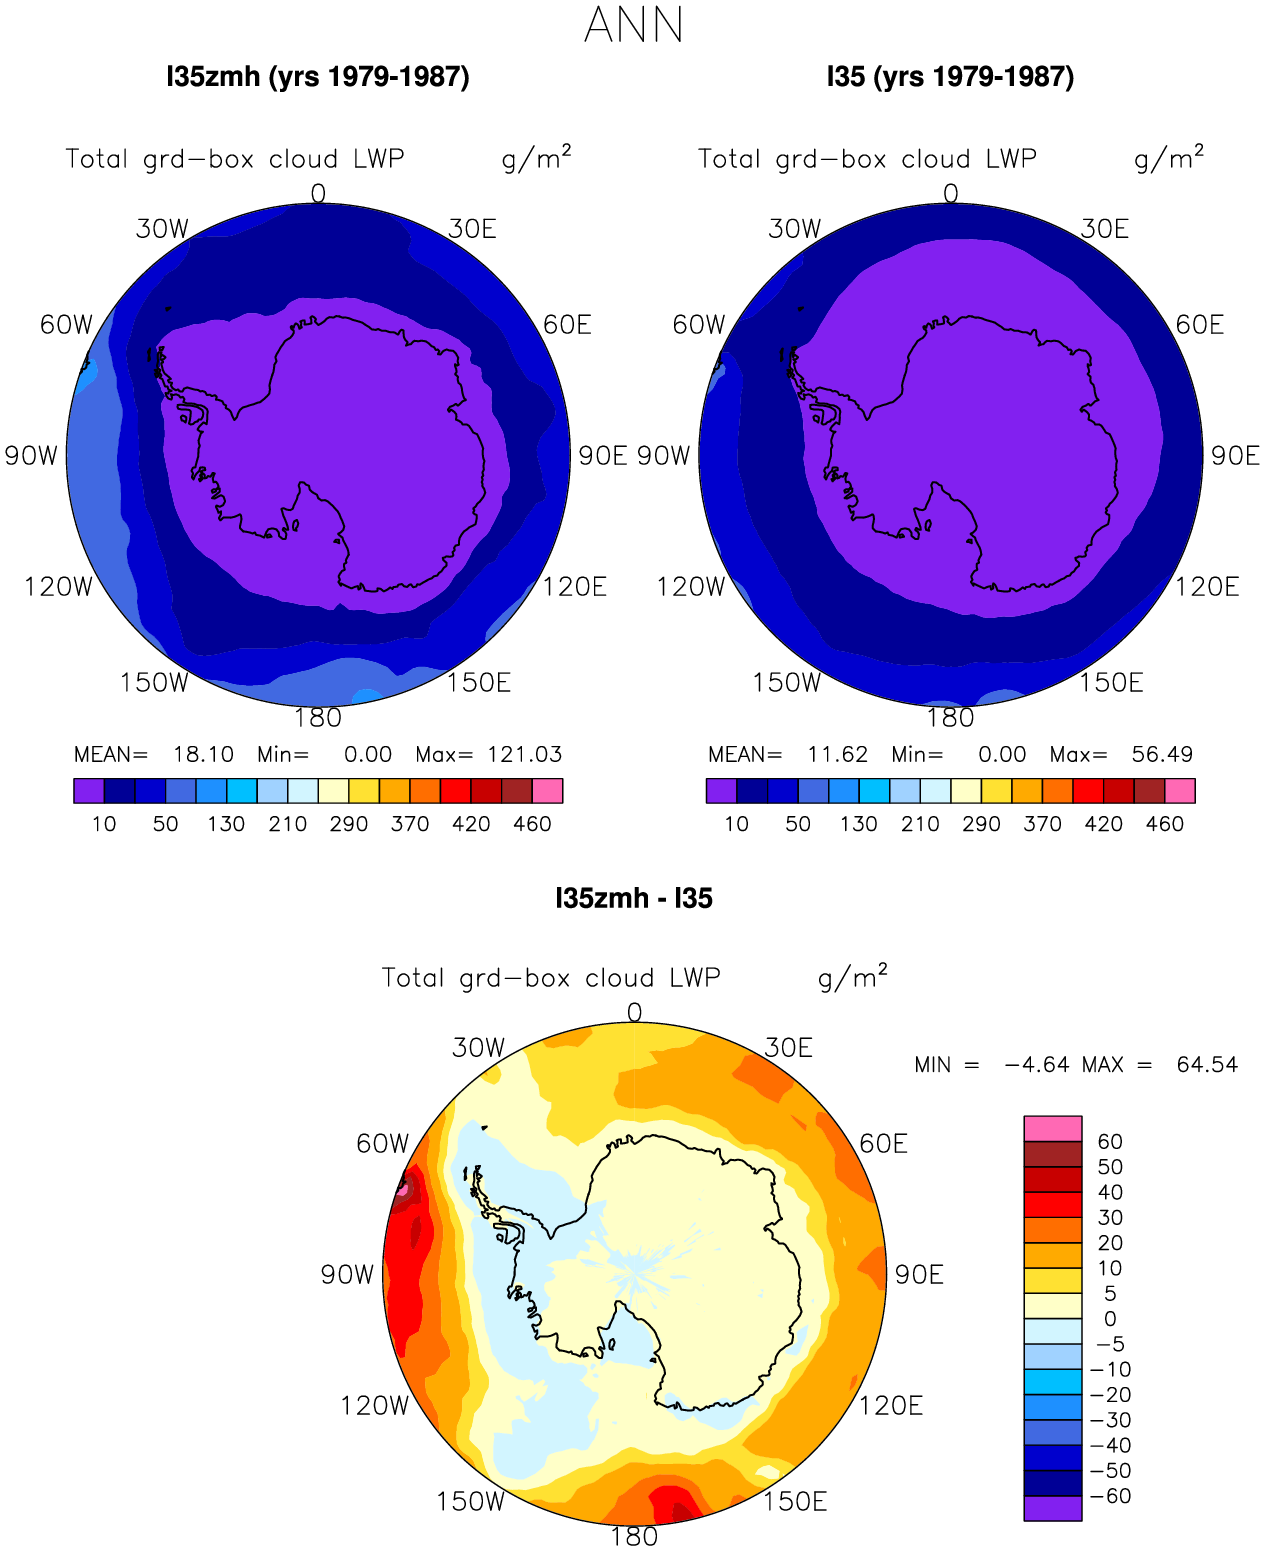 ANN
I35zmh (yrs 1979-1987)
I35 (yrs 1979-1987)
Total grd-box cloud LWP g/m²
Total grd-box cloud LWP g/m²
0
30W 30E
60W 60E
90W 90E
120W 120E
150W 150E
180
0
30W 30E
60W 60E
90W 90E
120W 120E
150W 150E
180
MEAN= 18.10 Min= 0.00 Max= 121.03
MEAN= 11.62 Min= 0.00 Max= 56.49
10 50 130 210 290 370 420 460
10 50 130 210 290 370 420 460
I35zmh - I35
Total grd-box cloud LWP g/m²
0
30W 30E
60W 60E
90W 90E
120W 120E
150W 150E
180
MIN = -4.64 MAX = 64.54
60
50
40
30
20
10
5
0
-5
-10
-20
-30
-40
-50
-60